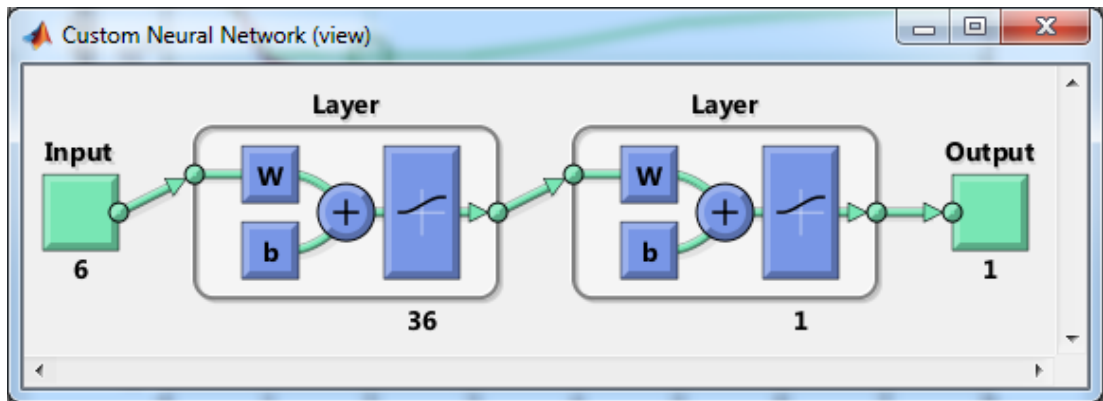 Custom Neural Network (view)
Layer Layer
Input Output
W W
b b
6 1
36 1